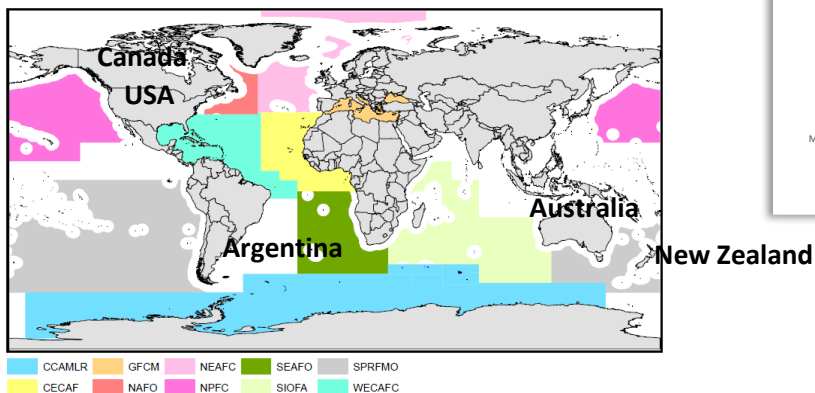 Canada
USA
Australia
Argentina
New Zealand
M
CCAMLR GFCM NEAFC SEAFO SPRFMO
CECAF NAFO NPFC SIOFA WECAFC